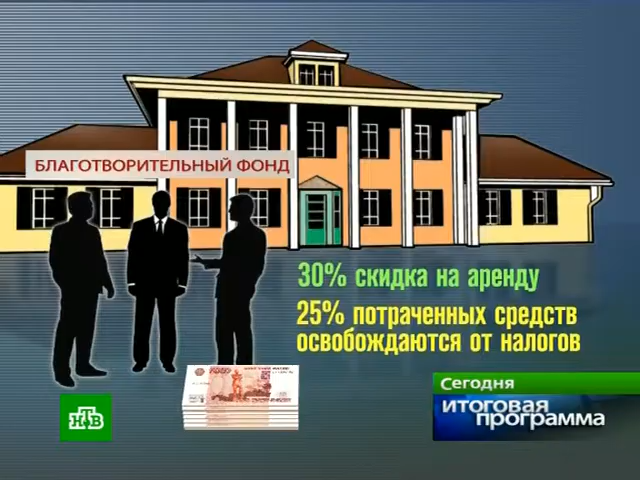 БЛАГОТВОРИТЕЛЬНЫЙ ФОНД
30% скидка на аренду
25% потраченных средств
освобождаются от налогов
Сегодня
итоговая
программа
НТВ